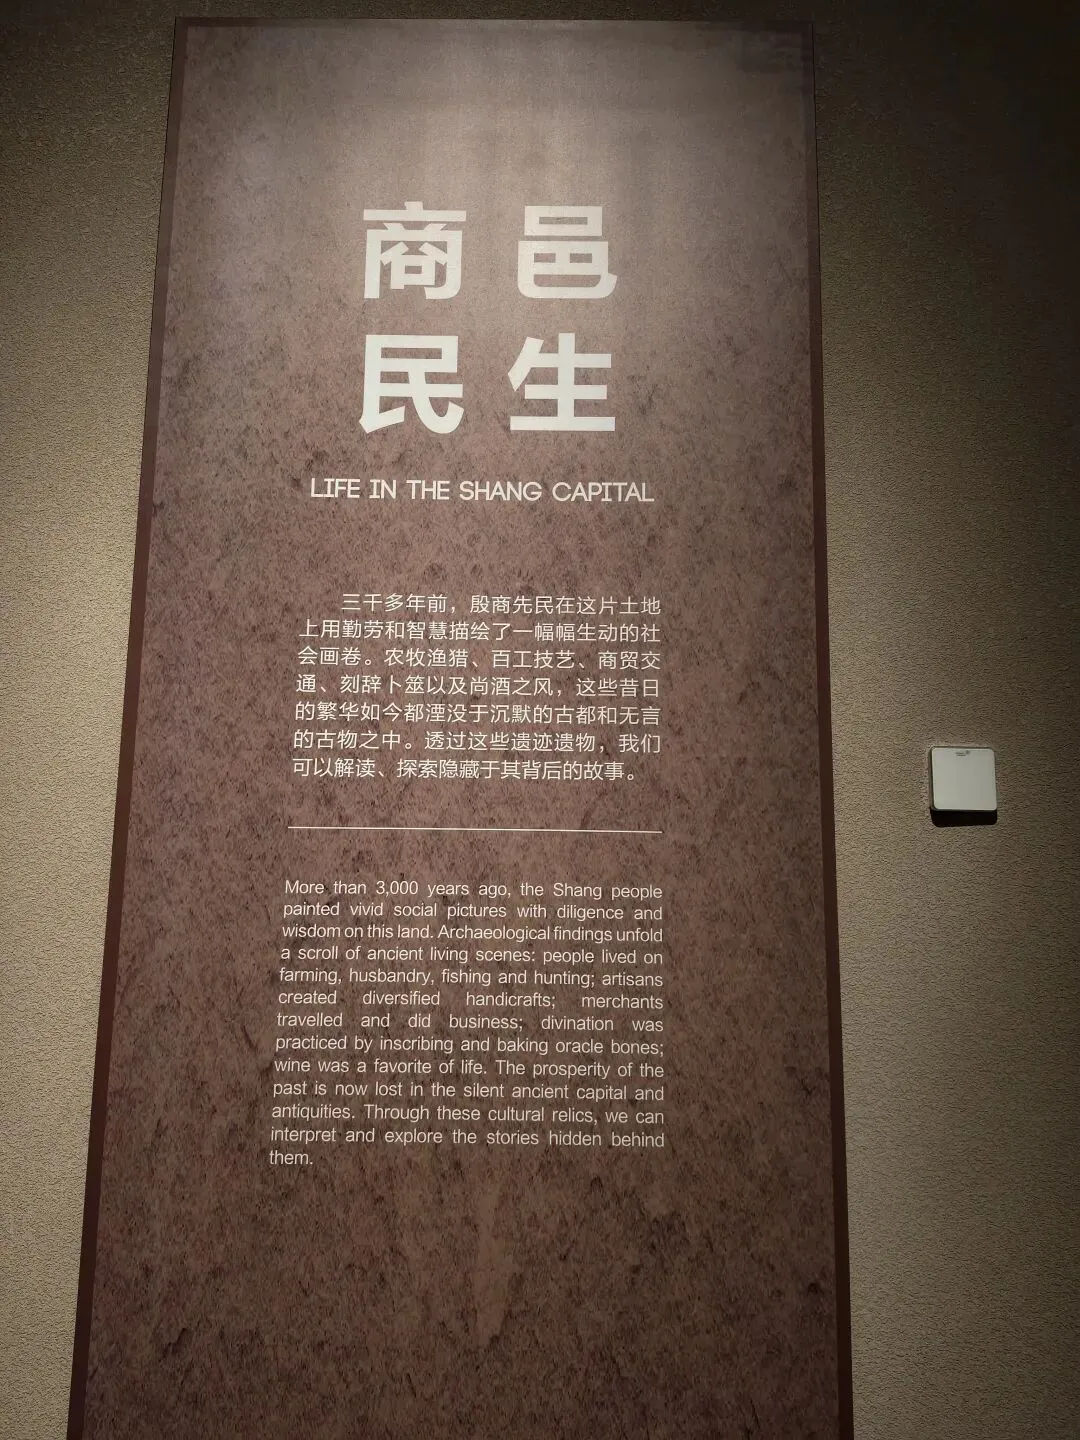 商邑
民生
LIFE IN THE SHANG CAPITAL
三千多年前，殷商先民在这片土地
上用勤劳和智慧描绘了一幅幅生动的社
会画卷。农牧渔猎、百工技艺、商贸交
通、刻辞卜筮以及尚酒之风，这些昔日
的繁华如今都湮没于沉默的古都和无言
的古物之中。透过这些遗迹遗物，我们
可以解读、探索隐藏于其背后的故事。
More than 3,000 years ago, the Shang people
painted vivid social pictures with diligence and
wisdom on this land. Archaeological findings unfold
a scroll of ancient living scenes: people lived on
farming, husbandry, fishing and hunting; artisans
created diversified handicrafts; merchants
travelled and did business; divination was
practiced by inscribing and baking oracle bones;
wine was a favorite of life. The prosperity of the
past is now lost in the silent ancient capital and
antiquities. Through these cultural relics, we can
interpret and explore the stories hidden behind
them.